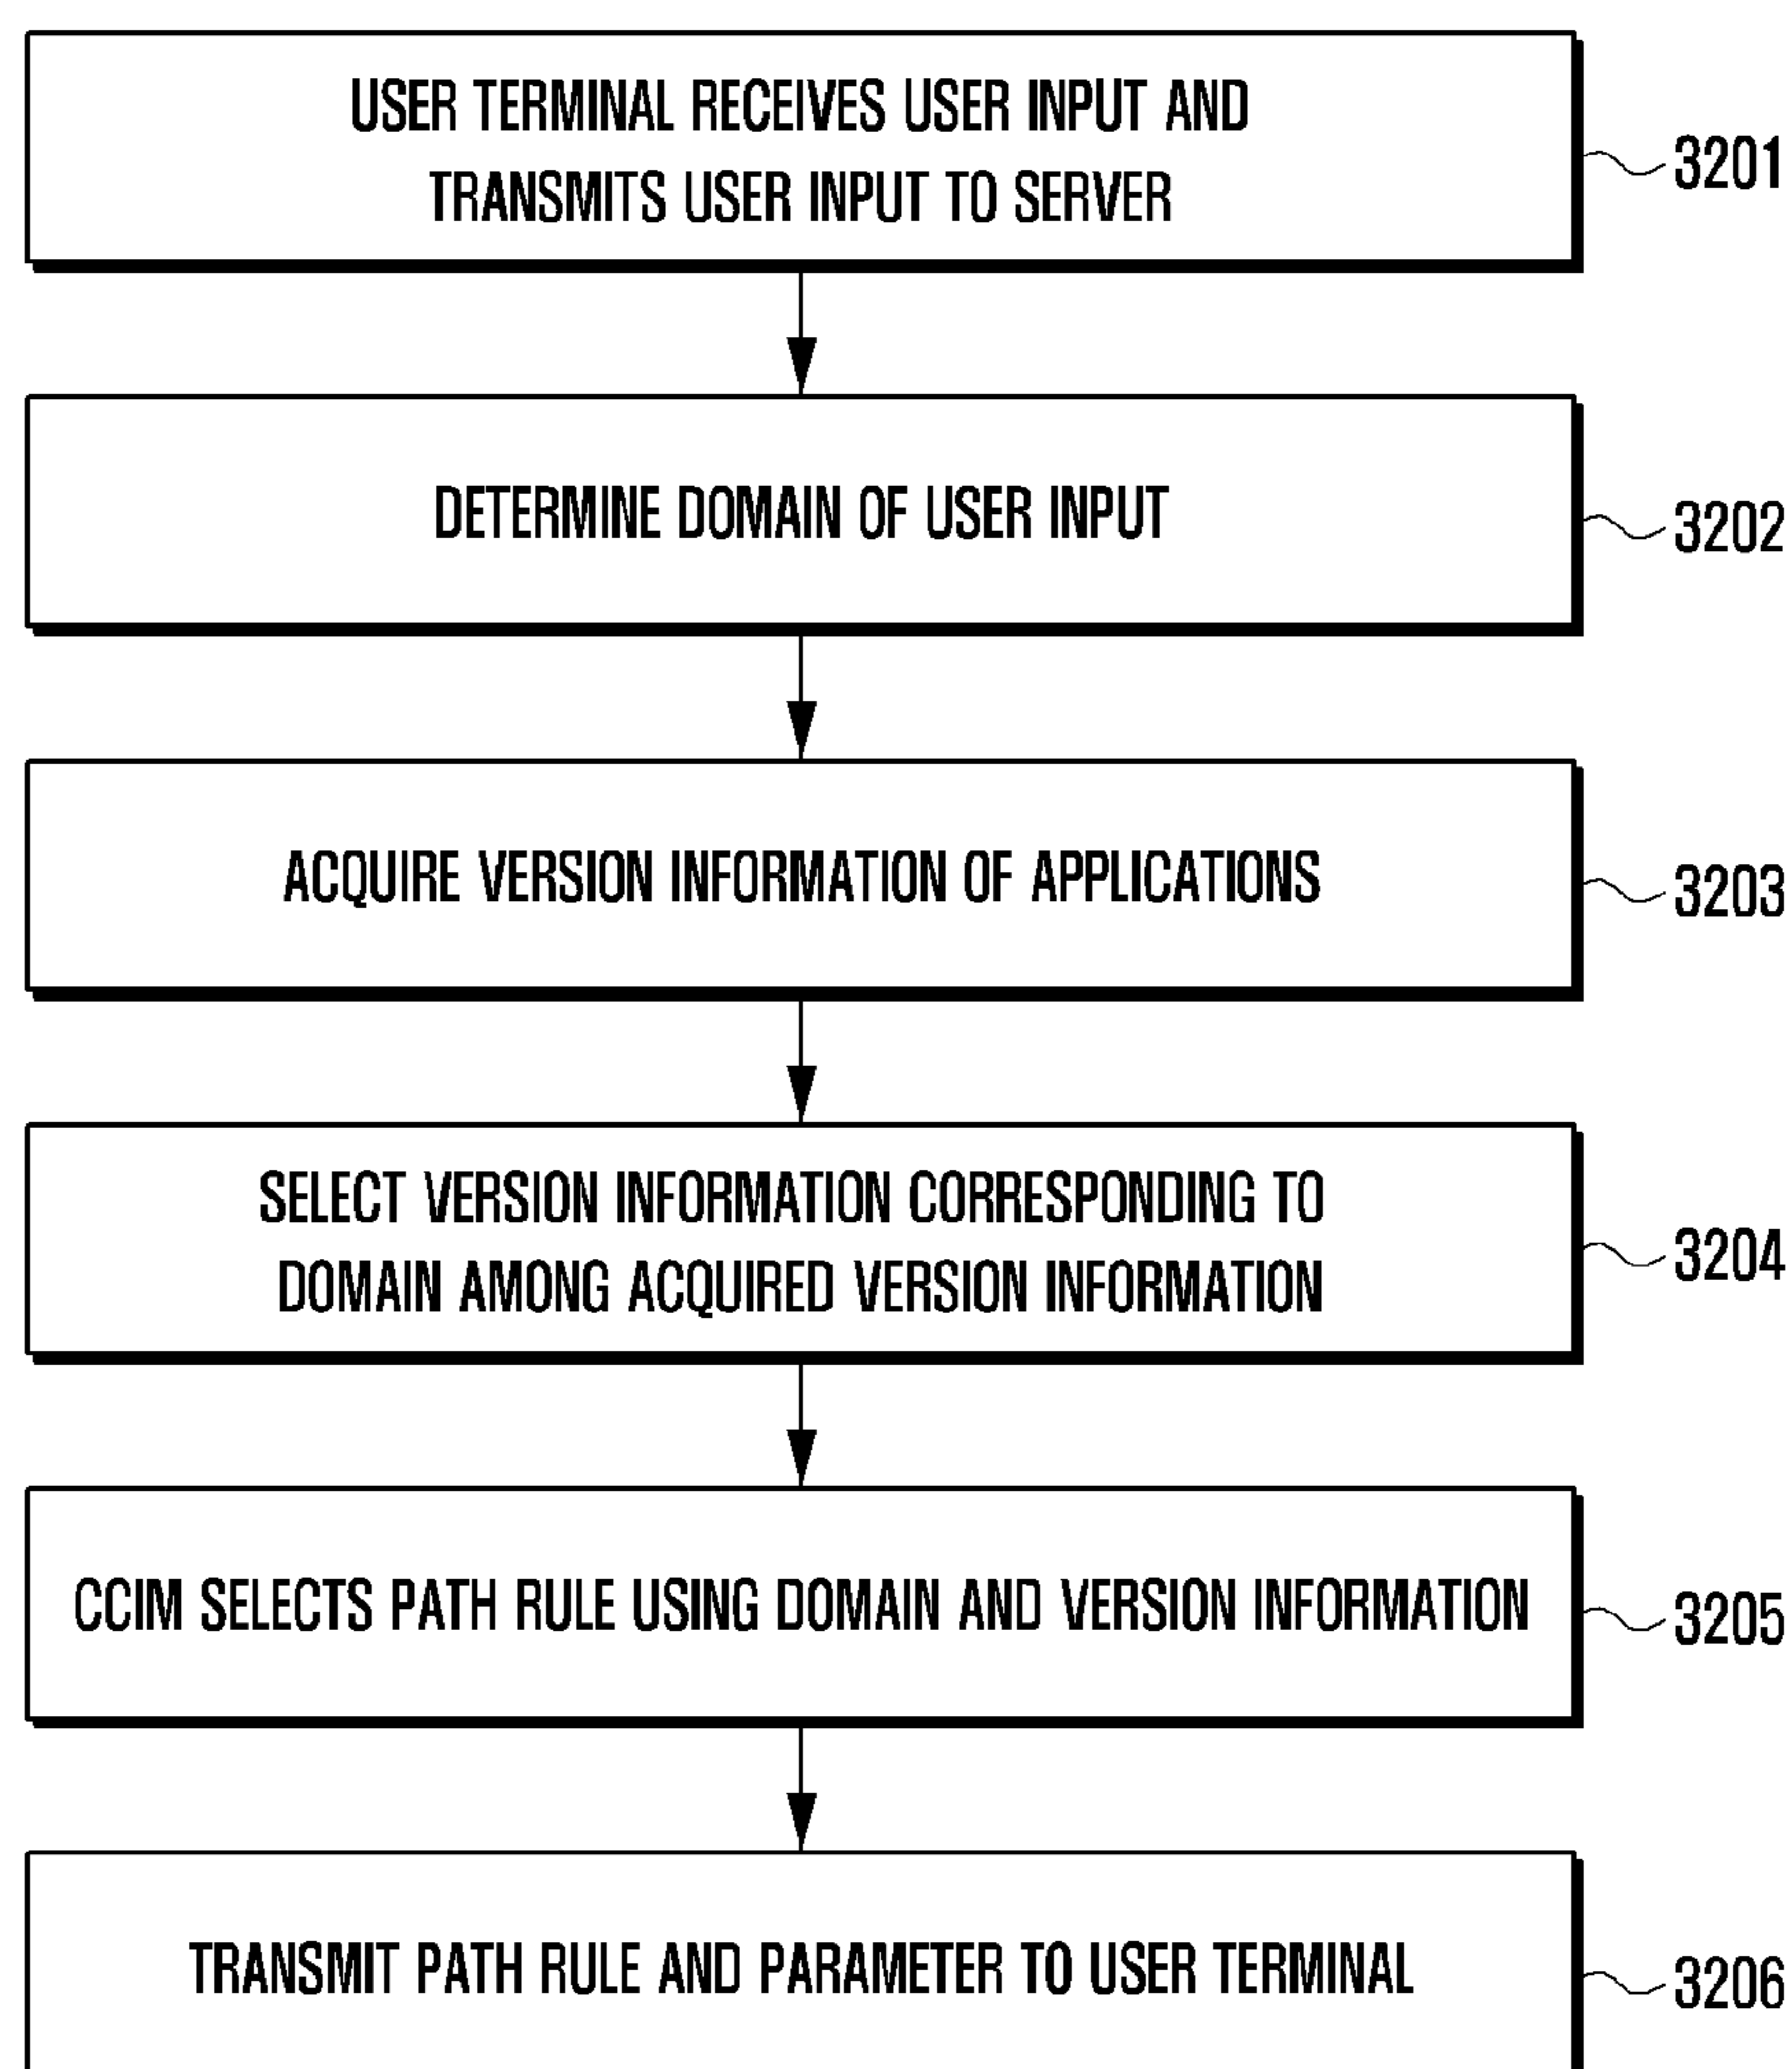 USER TERMINAL RECEIVES USER INPUT AND
TRANSMITS USER INPUT TO SERVER
3201
DETERMINE DOMAIN OF USER INPUT
3202
ACQUIRE VERSION INFORMATION OF APPLICATIONS
3203
SELECT VERSION INFORMATION CORRESPONDING TO
DOMAIN AMONG ACQUIRED VERSION INFORMATION
3204
CCIM SELECTS PATH RULE USING DOMAIN AND VERSION INFORMATION
3205
TRANSMIT PATH RULE AND PARAMETER TO USER TERMINAL
3206